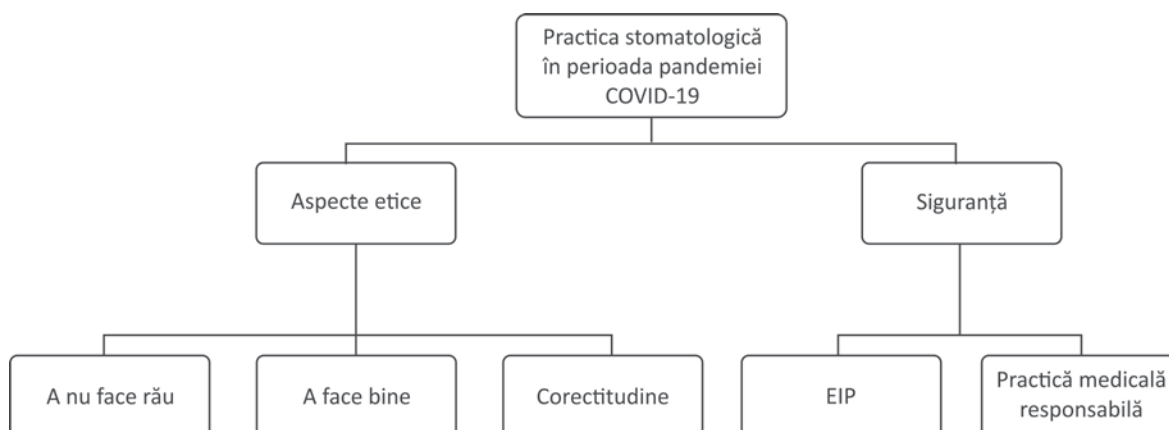 Practica stomatologică
în perioada pandemiei
COVID-19
Aspecte etice
Siguranță
A nu face rău
A face bine
Corectitudine
EIP
Practică medicală
responsabilă